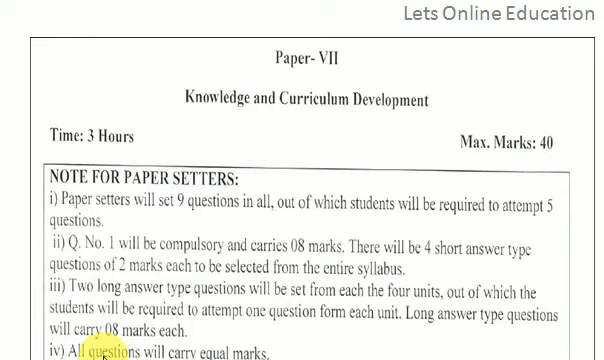 Lets Online Education
Paper- VII
Knowledge and Curriculum Development
Time: 3 Hours
Max. Marks: 40
NOTE FOR PAPER SETTERS:
i) Paper setters will set 9 questions in all, out of which students will be required to attempt 5
questions.
ii) Q. No. 1 will be compulsory and carries 08 marks. There will be 4 short answer type
questions of 2 marks each to be selected from the entire syllabus.
iii) Two long answer type questions will be set from each the four units, out of which the
students will be required to attempt one question form each unit. Long answer type questions
will carry 08 marks each.
iv) All questions will carry equal marks.